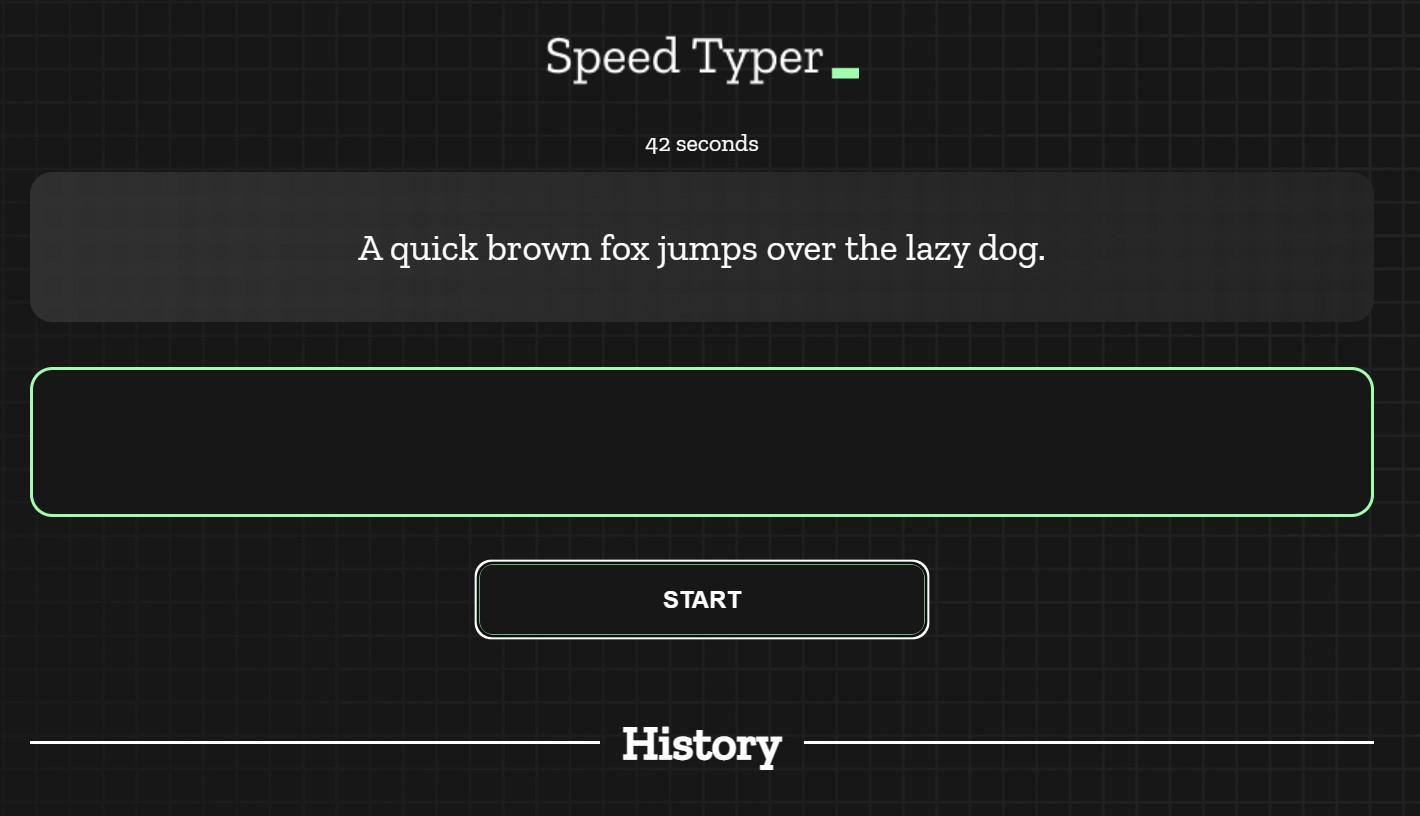 Speed Typer
42 seconds
A quick brown fox jumps over the lazy dog.
START
History